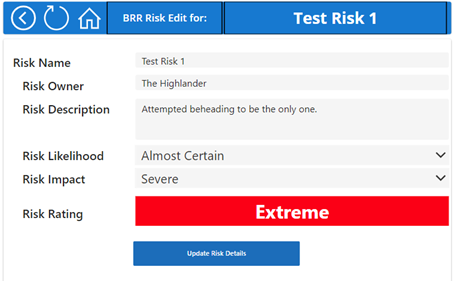 BRR Risk Edit for: Test Risk 1
Risk Name Test Risk 1
Risk Owner The Highlander
Risk Description Attempted beheading to be the only one.
Risk Likelihood Almost Certain
Risk Impact Severe
Risk Rating Extreme
Update Risk Details